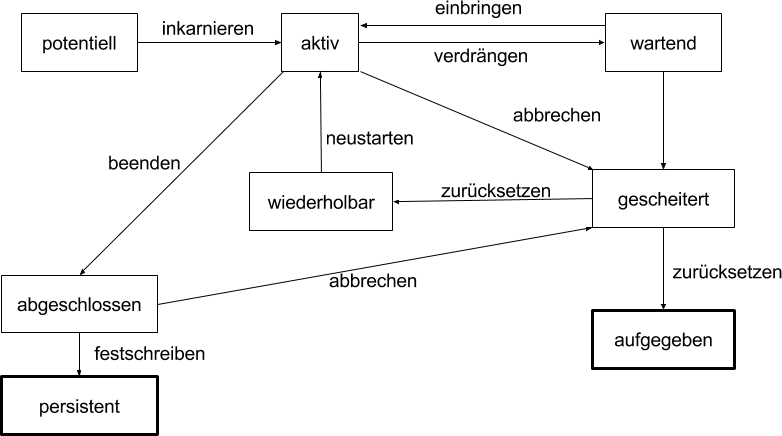 einbringen
potentiell
inkarnieren
aktiv
wartend
verdrängen
abbrechen
neustarten
beenden
zurücksetzen
wiederholbar
gescheitert
abbrechen
zurücksetzen
abgeschlossen
aufgegeben
festschreiben
persistent